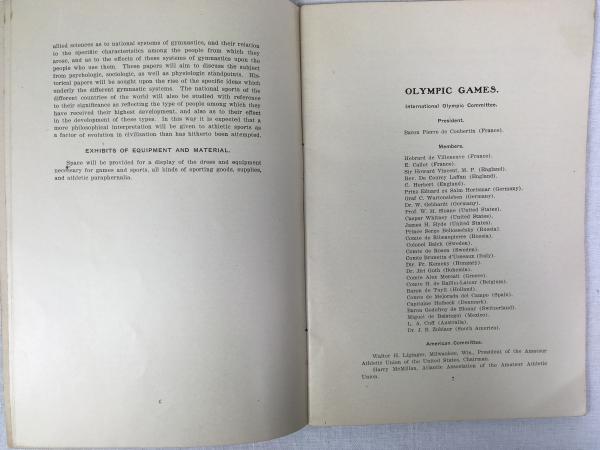 allied sciences as to national systems of gymnastics, and their relation
to the specific characteristics among the people from which they
arose, and as to the effects of these systems of gymnastics upon the
people who use them. These papers will aim to discuss the subject
from psychologic, sociologic, as well as physiologic standpoints. His-
torical papers will be sought upon the rise of the specific ideas which
underly the different gymnastic systems. The national sports of the
different countries of the world will also be studied with reference
to their significance as reflecting the type of people among which they
have received their highest development, and also as to their effect
in the development of these types. In this way it is expected that a
more philosophical interpretation will be given to athletic sports as
a factor of evolution in civilization than has hitherto been attempted.
EXHIBITS OF EQUIPMENT AND MATERIAL.
Space will be provided for a display of the dress and equipment
necessary for games and sports, all kinds of sporting goods, supplies,
and athletic paraphernalia.
6
OLYMPIC GAMES.
International Olympic Committee.
President.
Baron Pierre de Coubertin (France).
Members.
Hebrard de Villeneuve (France).
E. Callot (France).
Sir Howard Vincent, M. P. (England).
Rev. De Courcy Laffan (England).
C. Herbert (England).
Prinz Eduard zu Salm Horstmar (Germany).
Graf C. Wartensleben (Germany).
Dr. W. Gebhardt (Germany).
Prof. W. M. Sloane (United States).
Caspar Whitney (United States).
James H. Hyde (United States).
Prince Serge Beliosselsky (Russia).
Comte de Ribeaupierre (Russia).
Colonel Balck (Sweden).
Comte de Rosen (Sweden).
Comte Brunetta d'Usseaux (Italy).
Dir. Fr. Kemeny (Hungary).
Dr. Jiri Guth (Bohemia).
Comte Alex Mercati (Greece).
Comte H. de Baillet-Latour (Belgium).
Baron de Tuyll (Holland).
Comte de Mejorada del Campo (Spain).
Capitaine Holbeck (Denmark).
Baron Godefroy de Blonay (Switzerland).
Miguel de Beistegui (Mexico).
L. A. Cuff (Australia).
Dr. J. B. Zubiaur (South America).
American Committee.
Walter H. Liginger, Milwaukee, Wis., President of the Amateur
Athletic Union of the United States, Chairman.
Harry McMillan, Atlantic Association of the Amateur Athletic
Union.
7